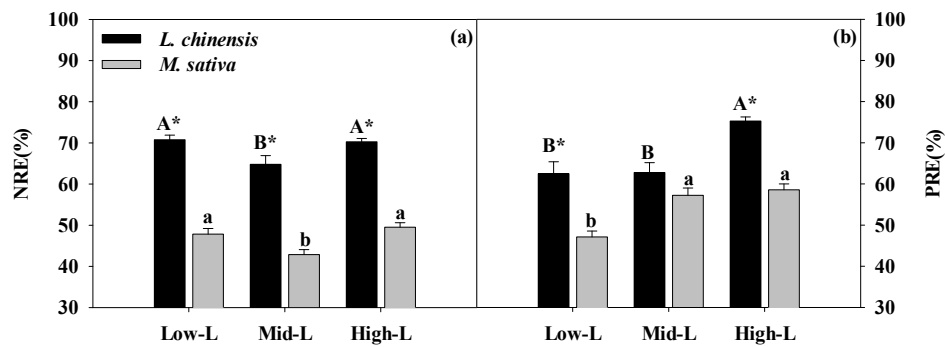 100
90
80
70
60
50
40
30
NRE(%)
L. chinensis
M. sativa
(a)
A*
B*
A*
a
b
a
Low-L
Mid-L
High-L
(b)
B*
B
A*
b
a
a
Low-L
Mid-L
High-L
100
90
80
70
60
50
40
30
PRE(%)